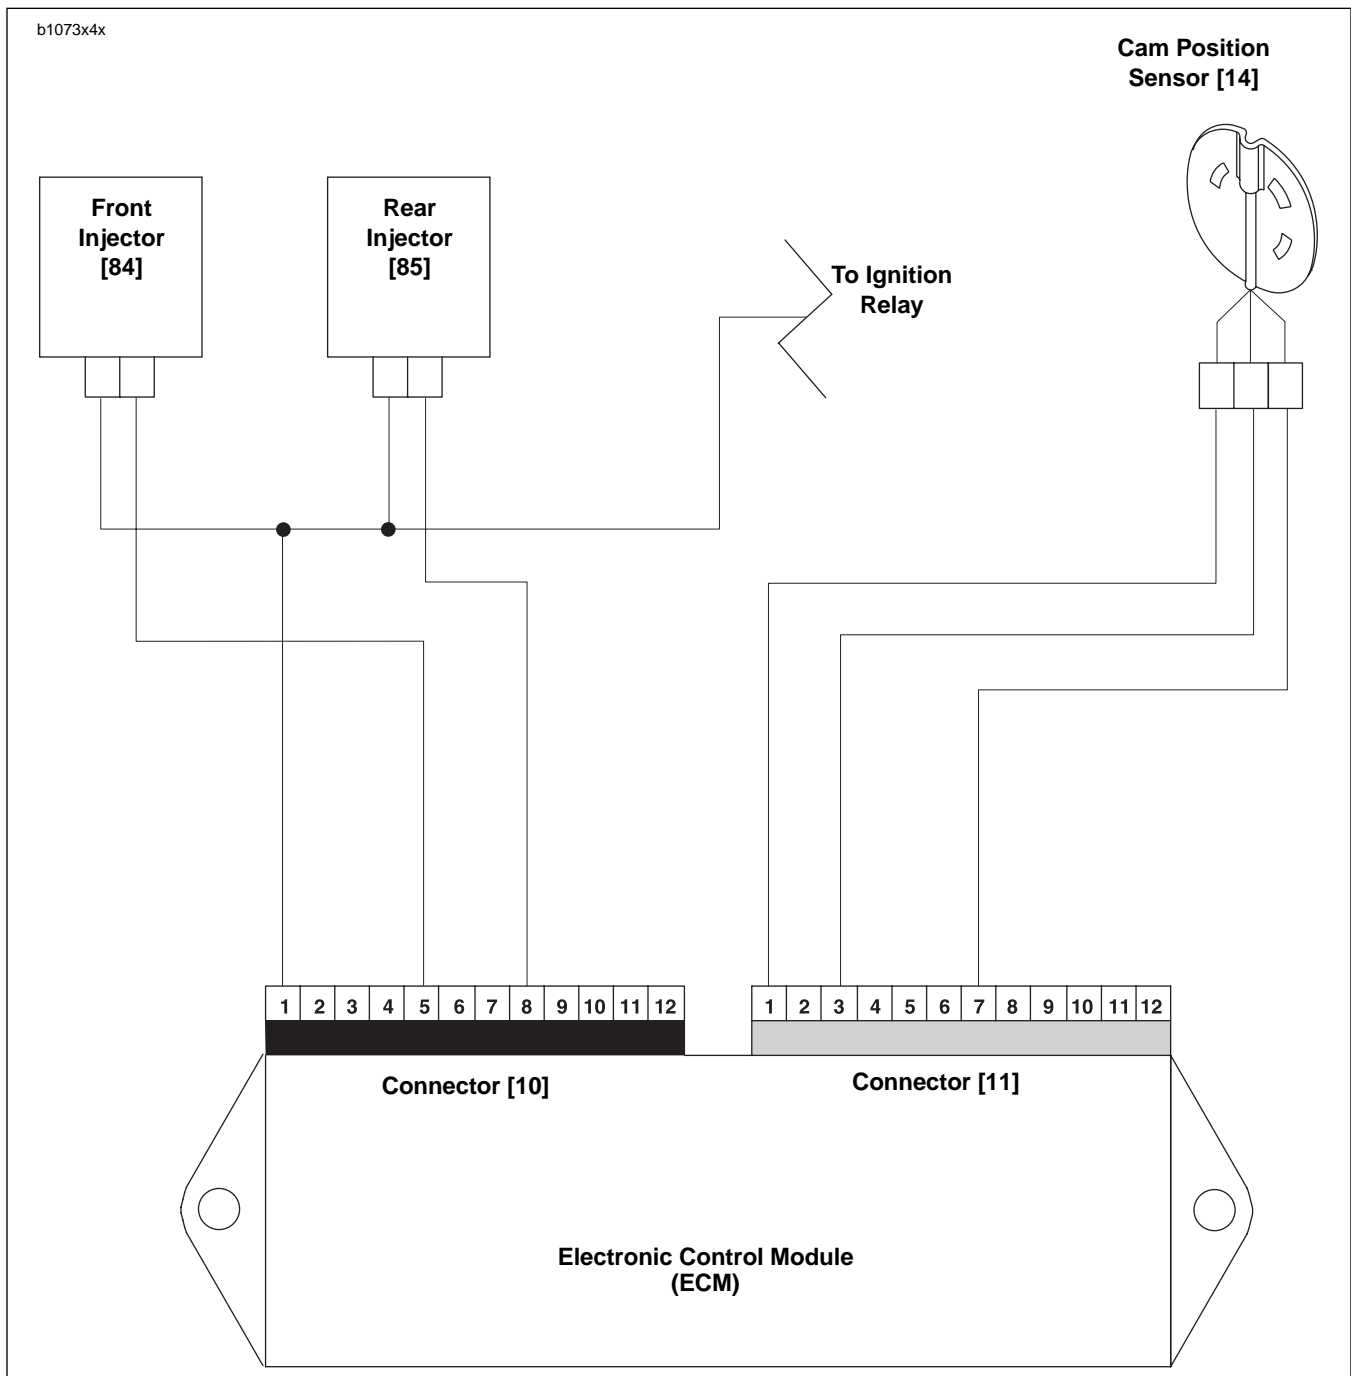 b1073x4x
Cam Position
Sensor [14]
Front
Injector
[84]
Rear
Injector
[85]
To Ignition
Relay
1 2 3 4 5 6 7 8 9 10 11 12
1 2 3 4 5 6 7 8 9 10 11 12
Connector [10]
Connector [11]
Electronic Control Module
(ECM)